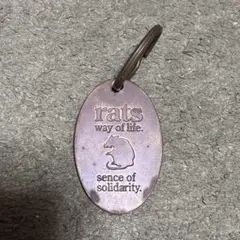 rats
way of life.
sence of
solidarity.